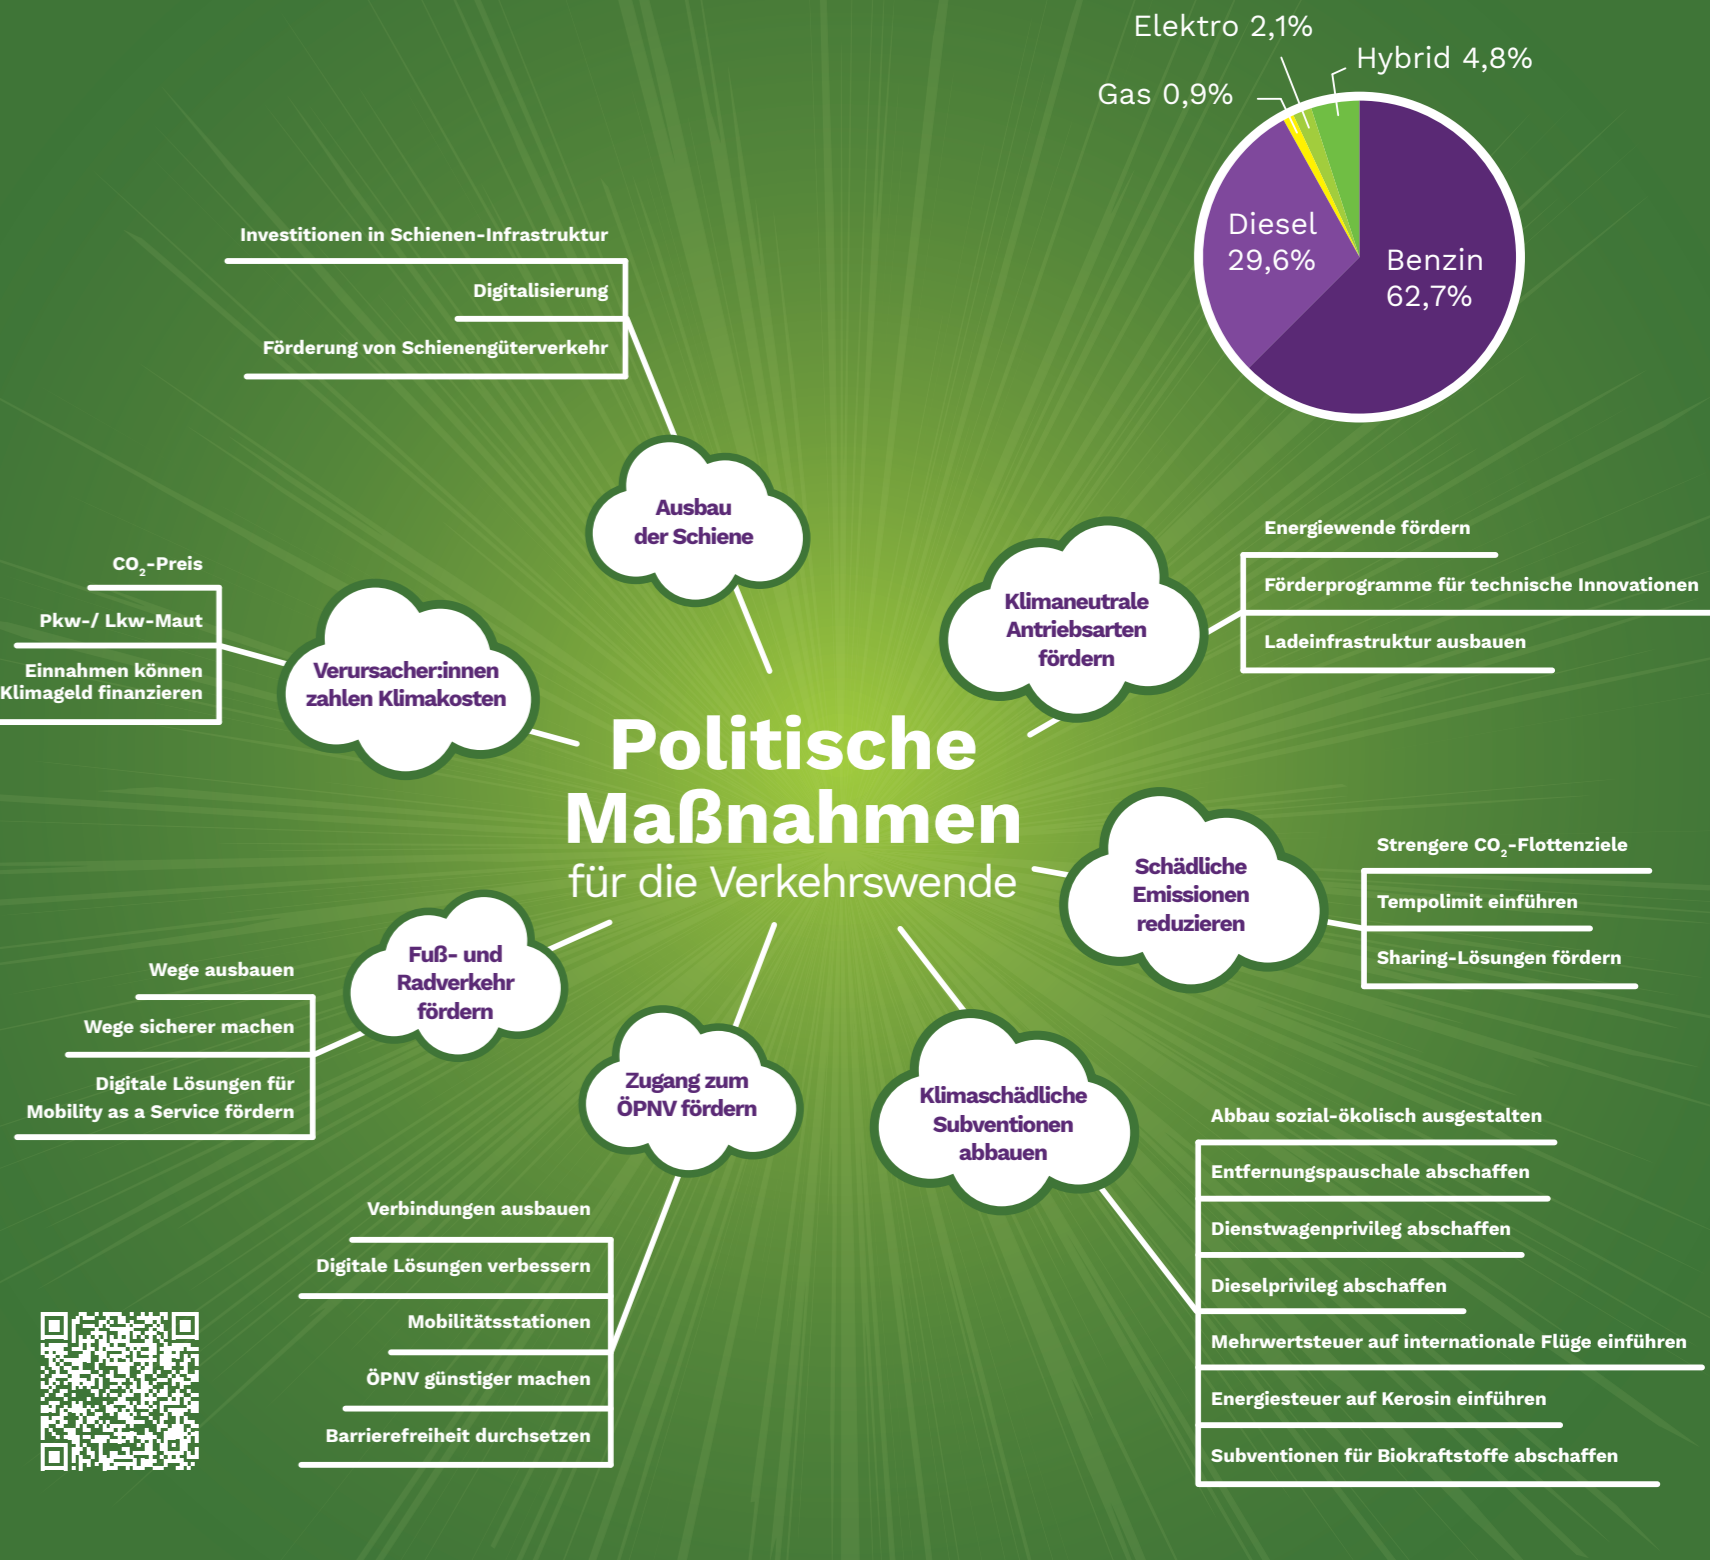 Elektro 2,1%
Hybrid 4,8%
Gas 0,9%
Diesel
29,6%
Benzin
62,7%
Investitionen in Schienen-Infrastruktur
Digitalisierung
Förderung von Schienengüterverkehr
Ausbau
der Schiene
Klimaneutrale
Antriebsarten
fördern
Energiewende fördern
Förderprogramme für technische Innovationen
Ladeinfrastruktur ausbauen
CO₂-Preis
Pkw-/ Lkw-Maut
Einnahmen können
Klimageld finanzieren
Verursacher:innen
zahlen Klimakosten
Politische
Maßnahmen
für die Verkehrswende
Schädliche
Emissionen
reduzieren
Strengere CO₂-Flottenziele
Tempolimit einführen
Sharing-Lösungen fördern
Fuß- und
Radverkehr
fördern
Wege ausbauen
Wege sicherer machen
Digitale Lösungen für
Mobility as a Service fördern
Zugang zum
ÖPNV fördern
Verbindungen ausbauen
Digitale Lösungen verbessern
Mobilitätsstationen
ÖPNV günstiger machen
Barrierefreiheit durchsetzen
Klimaschädliche
Subventionen
abbauen
Abbau sozial-ökolisch ausgestalten
Entfernungspauschale abschaffen
Dienstwagenprivileg abschaffen
Dieselprivileg abschaffen
Mehrwertsteuer auf internationale Flüge einführen
Energiesteuer auf Kerosin einführen
Subventionen für Biokraftstoffe abschaffen